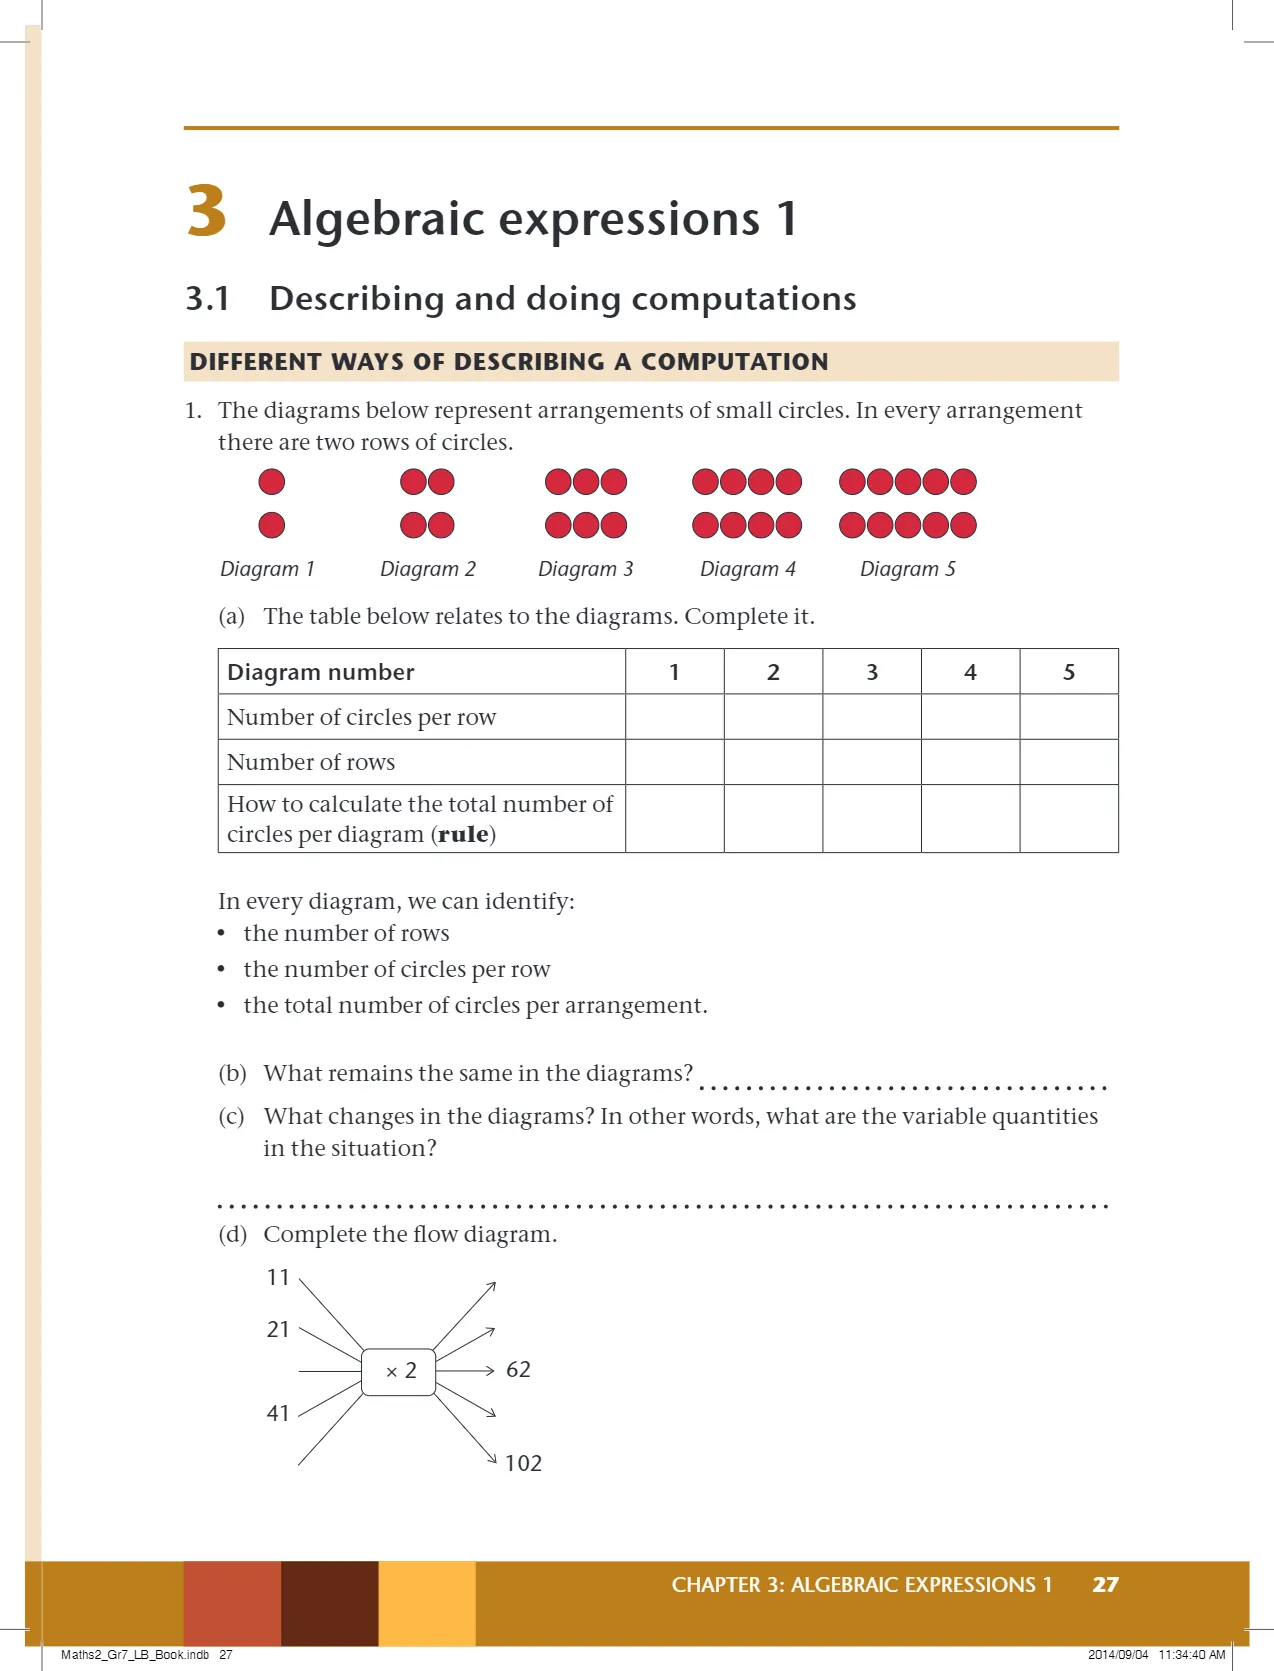 3 Algebraic expressions 1
3.1 Describing and doing computations
DIFFERENT WAYS OF DESCRIBING A COMPUTATION
1. The diagrams below represent arrangements of small circles. In every arrangement
there are two rows of circles.
Diagram 1 Diagram 2 Diagram 3 Diagram 4 Diagram 5
(a) The table below relates to the diagrams. Complete it.
Diagram number 1 2 3 4 5
Number of circles per row
Number of rows
How to calculate the total number of
circles per diagram (rule)
In every diagram, we can identify:
• the number of rows
• the number of circles per row
• the total number of circles per arrangement.
(b) What remains the same in the diagrams?
(c) What changes in the diagrams? In other words, what are the variable quantities
in the situation?
(d) Complete the flow diagram.
11
21
× 2 62
41
102
CHAPTER 3: ALGEBRAIC EXPRESSIONS 1 27
Maths2_Gr7_LB_Book.indb 27 2014/09/04 11:34:40 AM